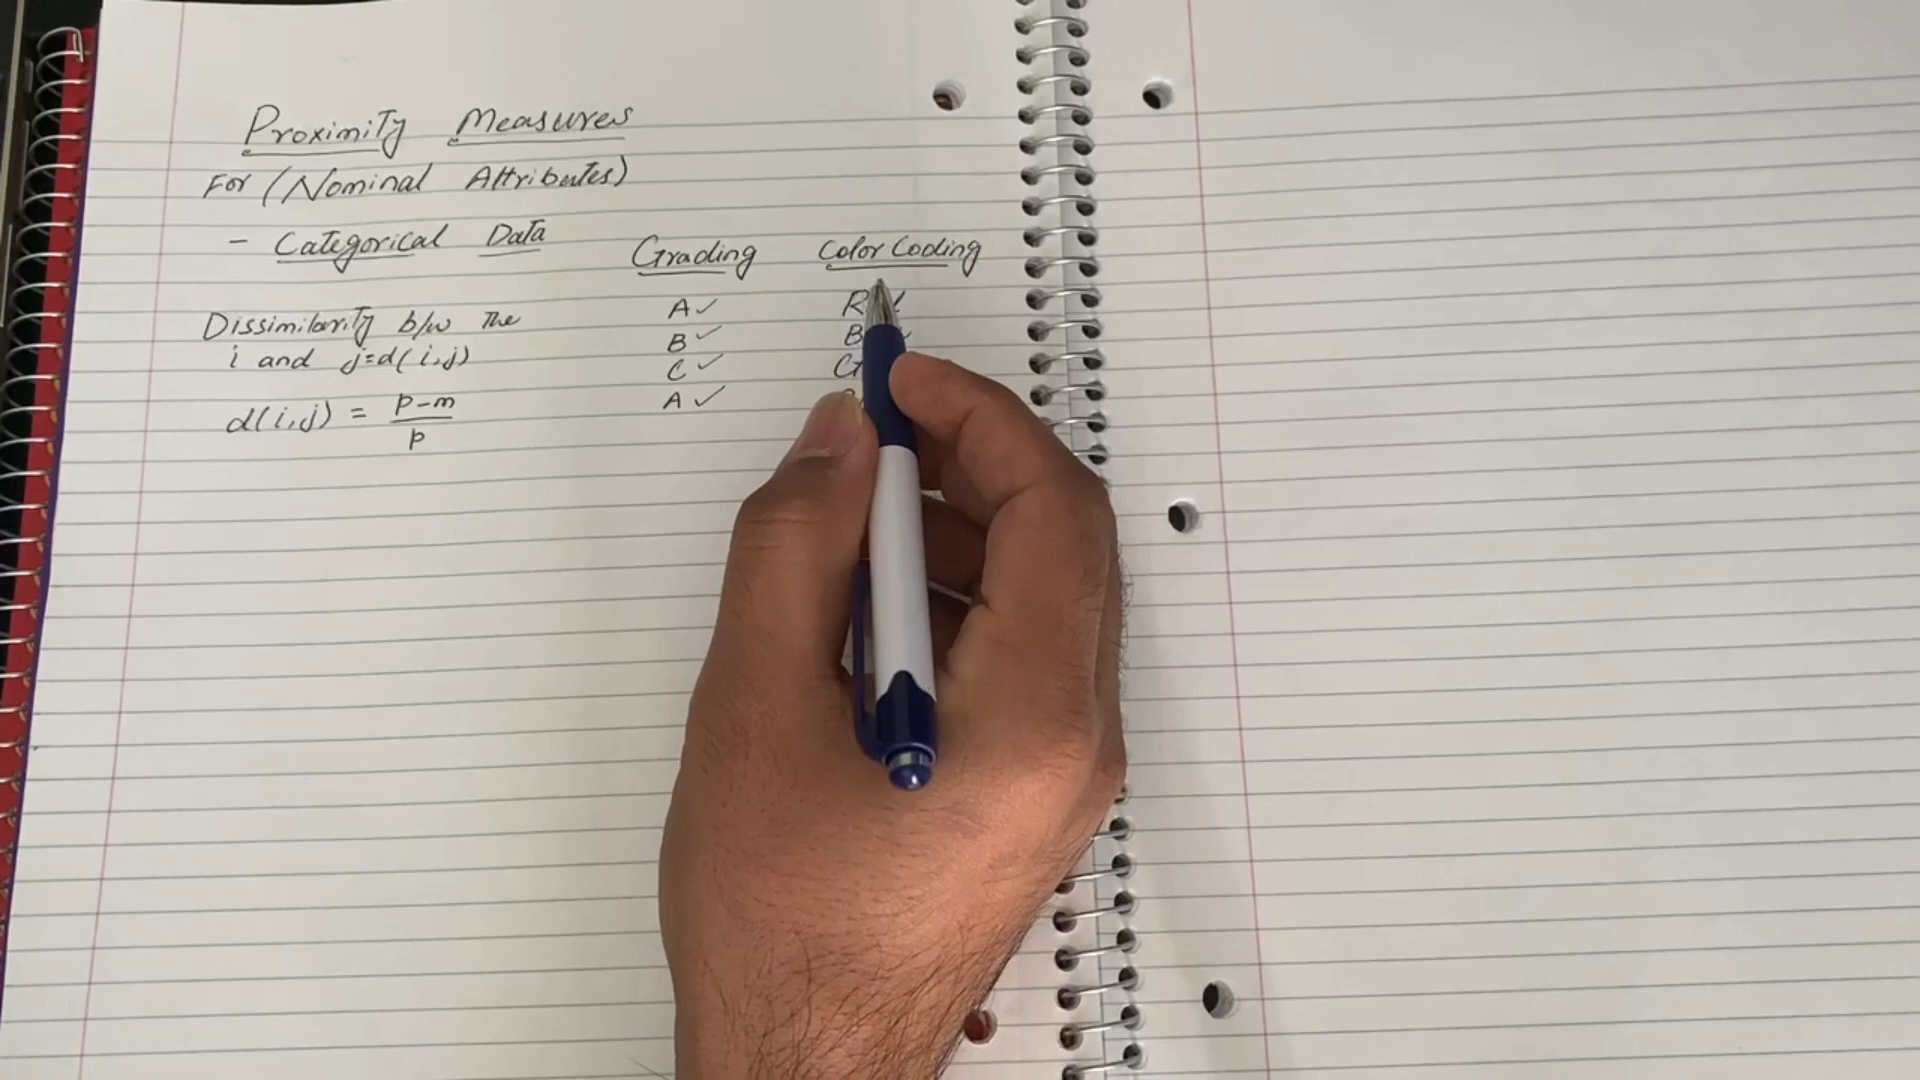 Proximity Measures
For (Nominal Attributes)
- Categorical Data
Grading
Color Coding
Dissimilarity b/w the
i and j=d(i,j)
d(i,j) = p-m
p
A ✓
B ✓
C ✓
A ✓